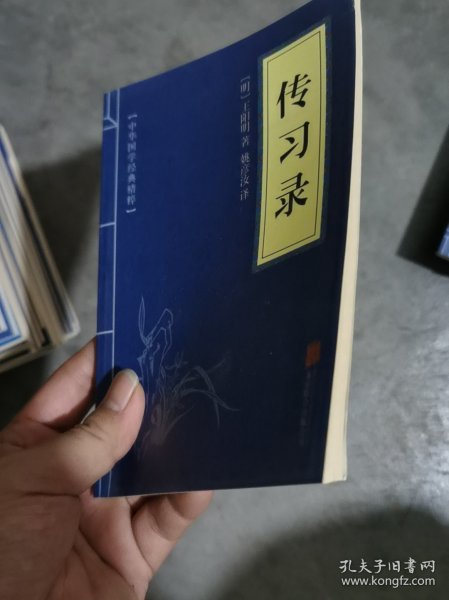 传习录
[明]王阳明 著 姚彦汝 译
【中华国学经典精粹】
孔夫子旧书网
www.kongfz.com